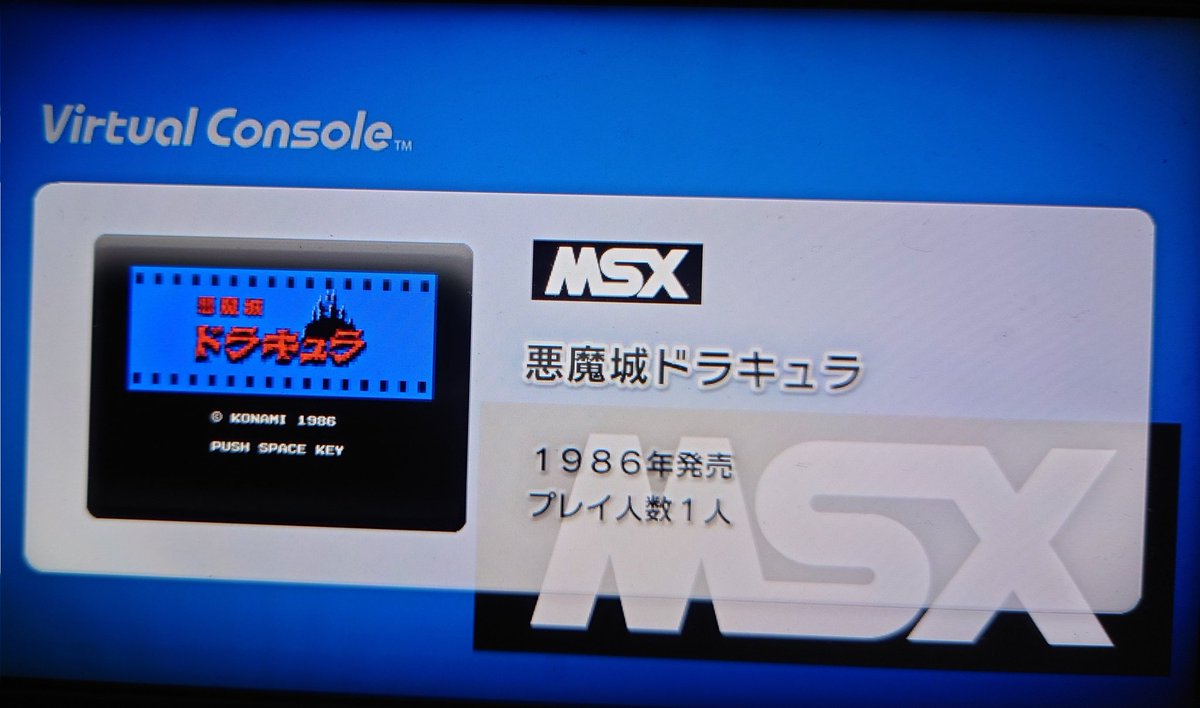 Virtual Console™
悪魔城
ドラキュラ
© KONAMI 1986
PUSH SPACE KEY
MSX
悪魔城ドラキュラ
1986年発売
プレイ人数1人
MSX